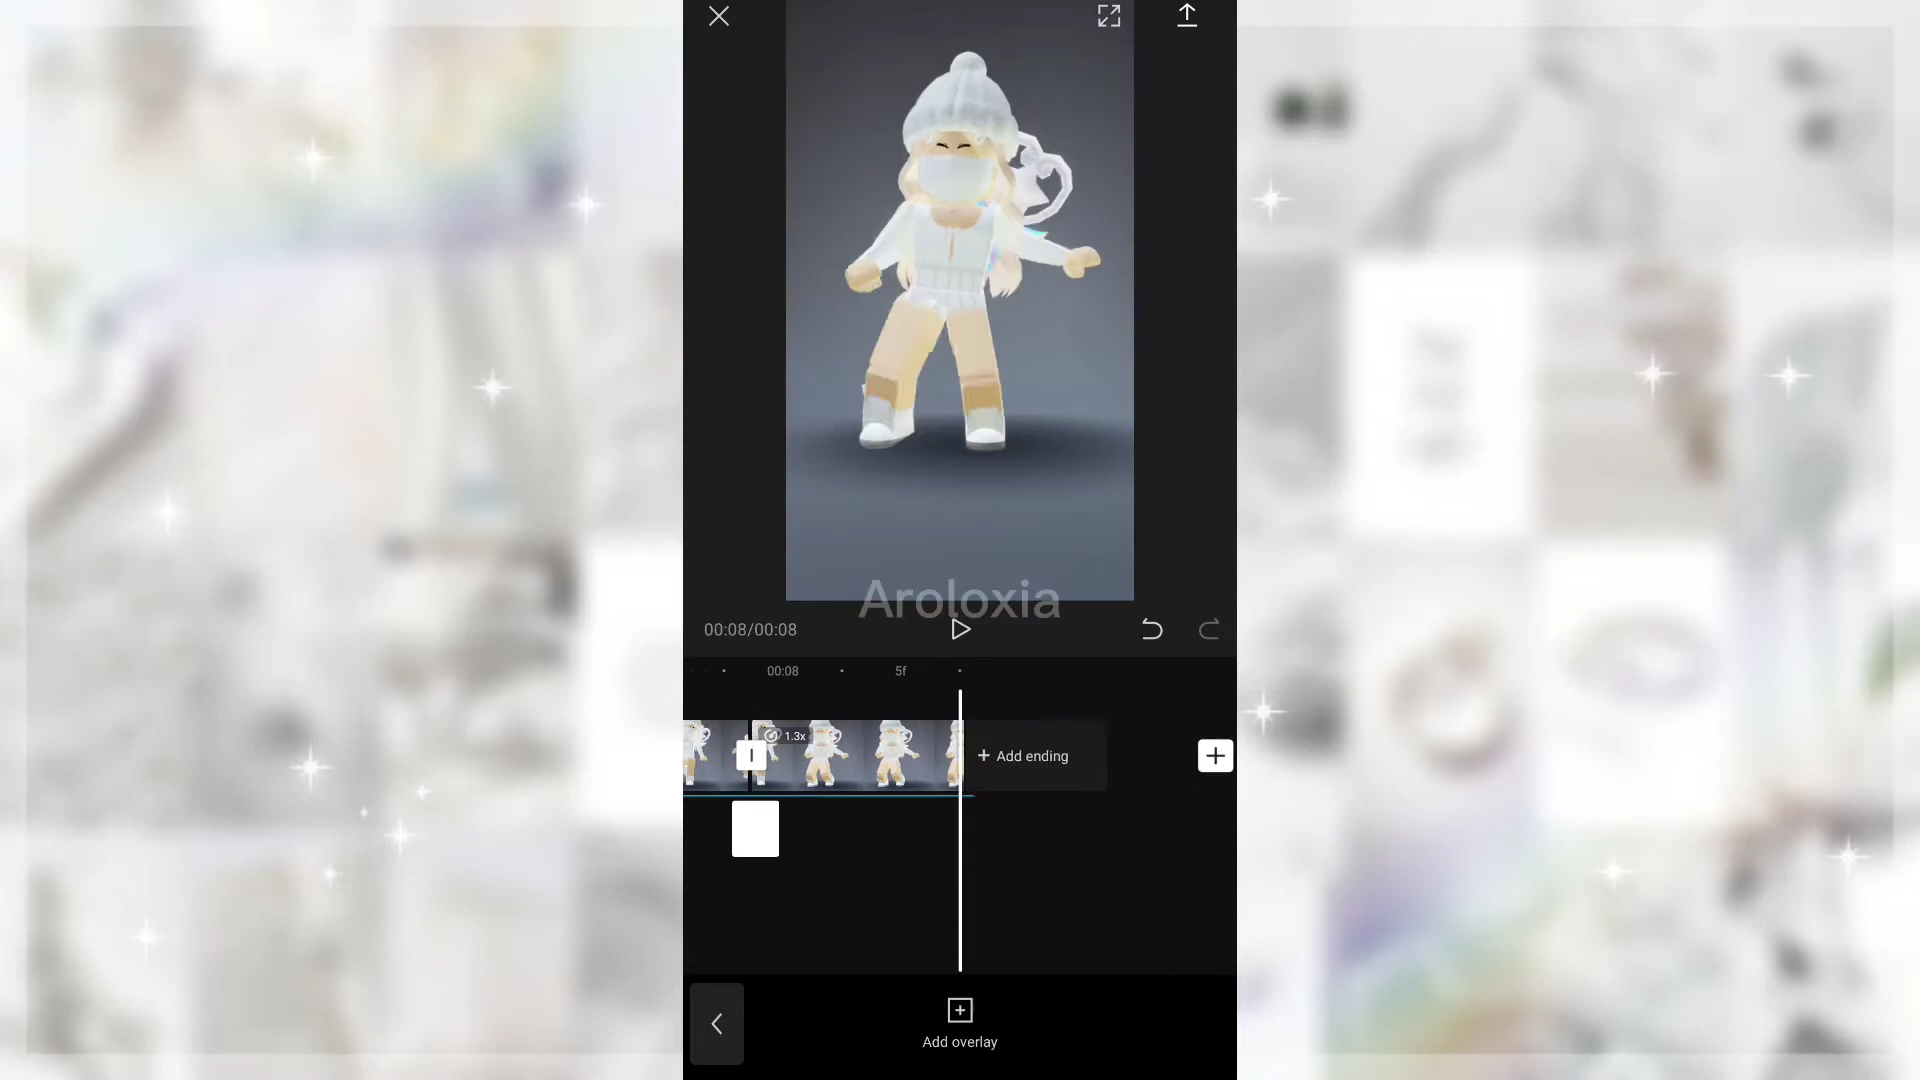 Aroloxia
00:08/00:08
00:08
5f
1.3x
+ Add ending
Add overlay